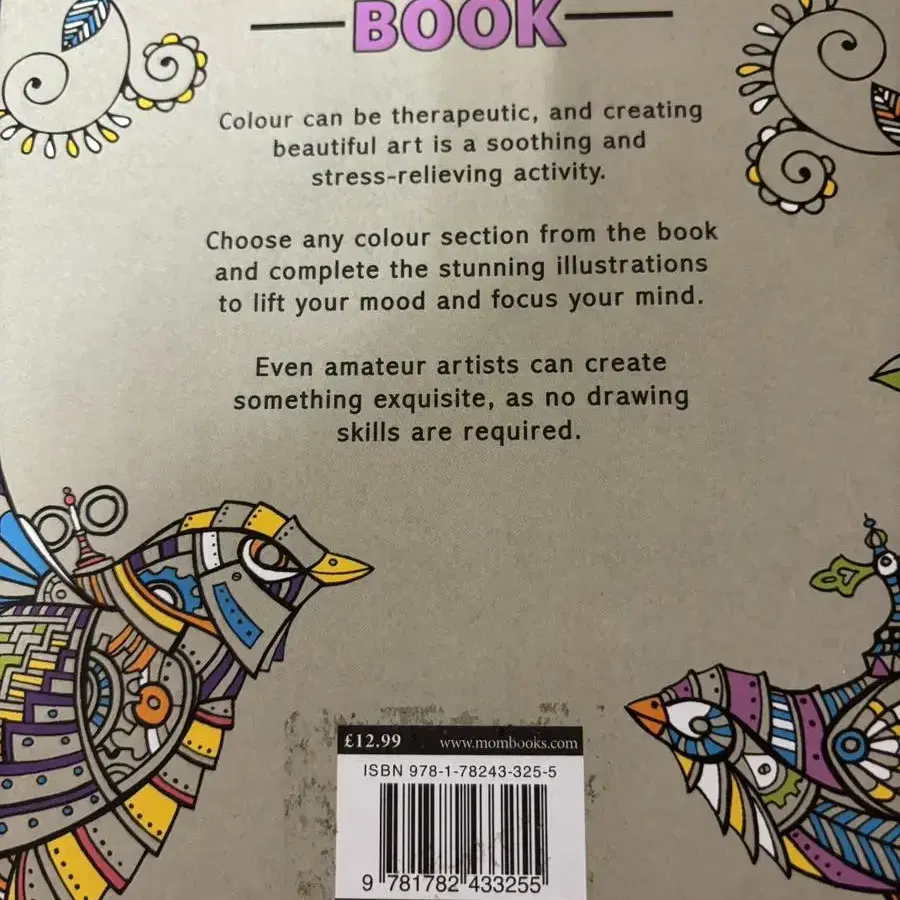 BOOK
Colour can be therapeutic, and creating
beautiful art is a soothing and
stress-relieving activity.
Choose any colour section from the book
and complete the stunning illustrations
to lift your mood and focus your mind.
Even amateur artists can create
something exquisite, as no drawing
skills are required.
£12.99 www.mombooks.com
ISBN 978-1-78243-325-5
9 781782 433255